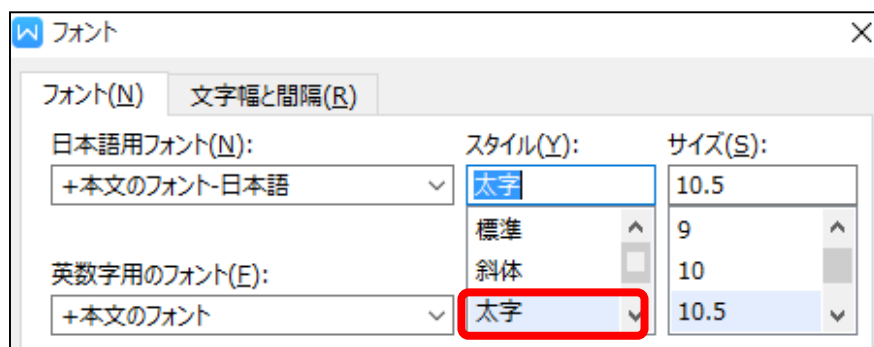 フォント
フォント(N) 文字幅と間隔(R)
日本語用フォント(N): スタイル(Y): サイズ(S):
+本文のフォント-日本語 太字 10.5
標準 9
斜体 10
英数字用のフォント(F):
+本文のフォント 太字 10.5